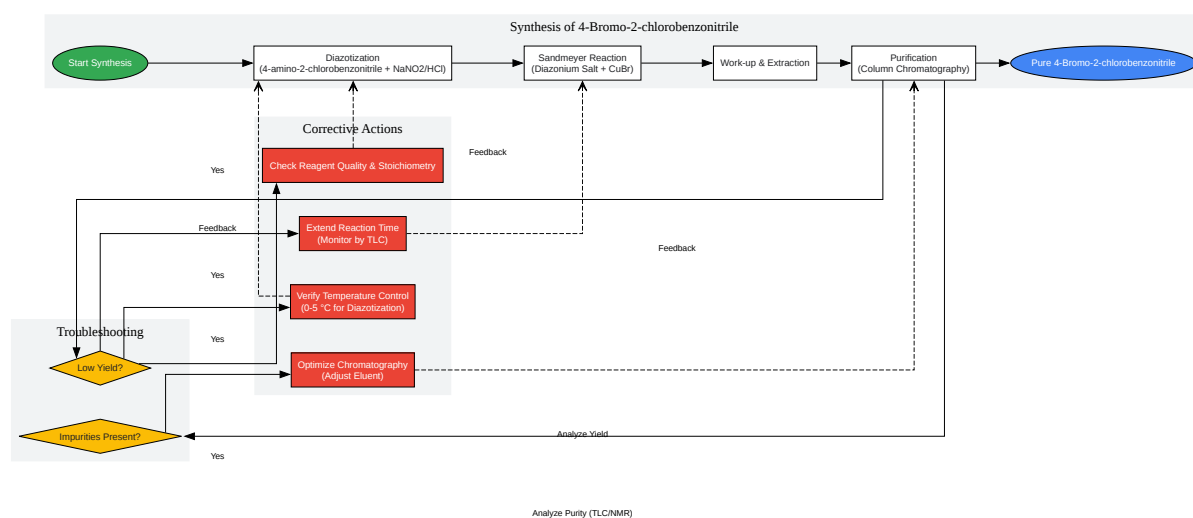 Synthesis of 4-Bromo-2-chlorobenzonitrile
Start Synthesis
Diazotization
(4-amino-2-chlorobenzonitrile + NaNO2/HCl)
Sandmeyer Reaction
(Diazonium Salt + CuBr)
Work-up & Extraction
Purification
(Column Chromatography)
Pure 4-Bromo-2-chlorobenzonitrile
Corrective Actions
Check Reagent Quality & Stoichiometry
Feedback
Yes
Extend Reaction Time
(Monitor by TLC)
Feedback
Feedback
Yes
Verify Temperature Control
(0-5 °C for Diazotization)
Yes
Troubleshooting
Low Yield?
Optimize Chromatography
(Adjust Eluent)
Impurities Present?
Analyze Yield
Yes
Analyze Purity (TLC/NMR)